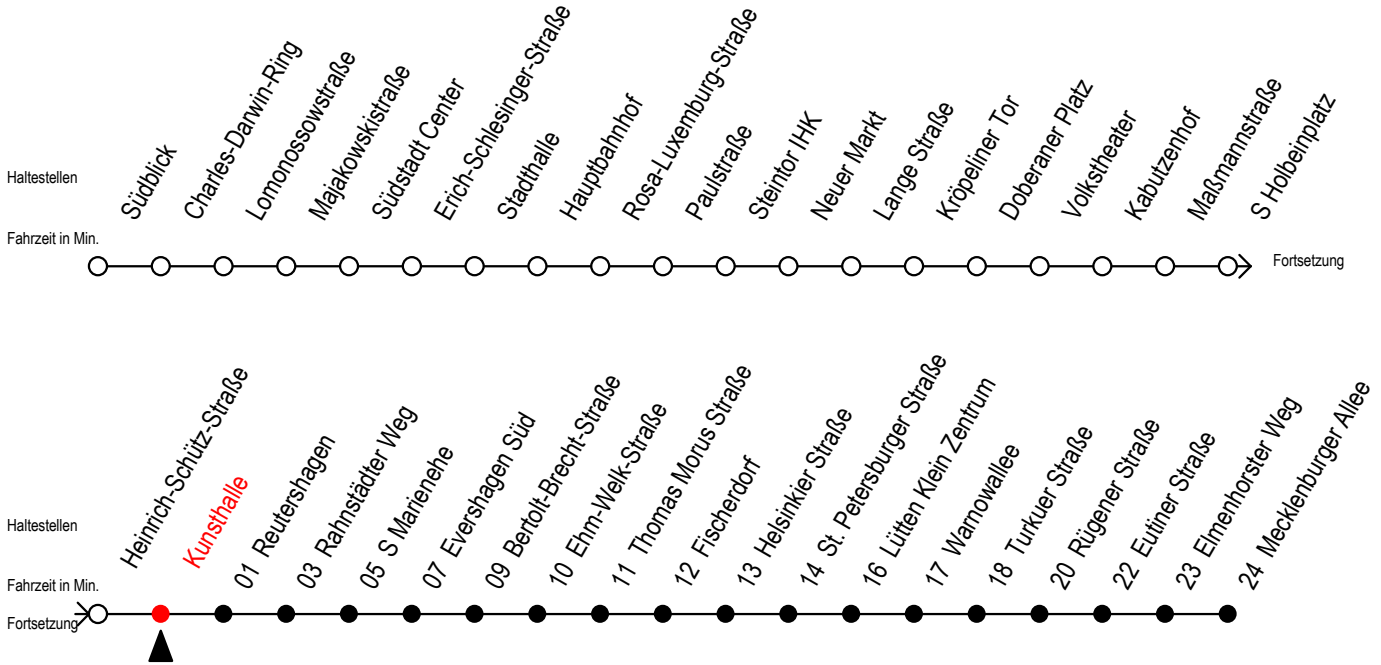 Haltestellen
Südblick
Charles-Darwin-Ring
Lomonossowstraße
Majakowskistraße
Südstadt Center
Erich-Schlesinger-Straße
Stadthalle
Hauptbahnhof
Rosa-Luxemburg-Straße
Paulstraße
Steintor IHK
Neuer Markt
Lange Straße
Kröpeliner Tor
Doberaner Platz
Volkstheater
Kabutzenhof
Maßmannstraße
S Holbeinplatz
Fahrzeit in Min.
Fortsetzung
Haltestellen
Heinrich-Schütz-Straße
Kunsthalle
01 Reutershagen
03 Rahnstädter Weg
05 S Marienehe
07 Evershagen Süd
09 Bertolt-Brecht-Straße
10 Ehm-Welk-Straße
11 Thomas Morus Straße
12 Fischerdorf
13 Helsinkier Straße
14 St. Petersburger Straße
16 Lütten Klein Zentrum
17 Warnowallee
18 Turkuer Straße
20 Rügener Straße
22 Eutiner Straße
23 Elmenhorster Weg
24 Mecklenburger Allee
Fahrzeit in Min.
Fortsetzung